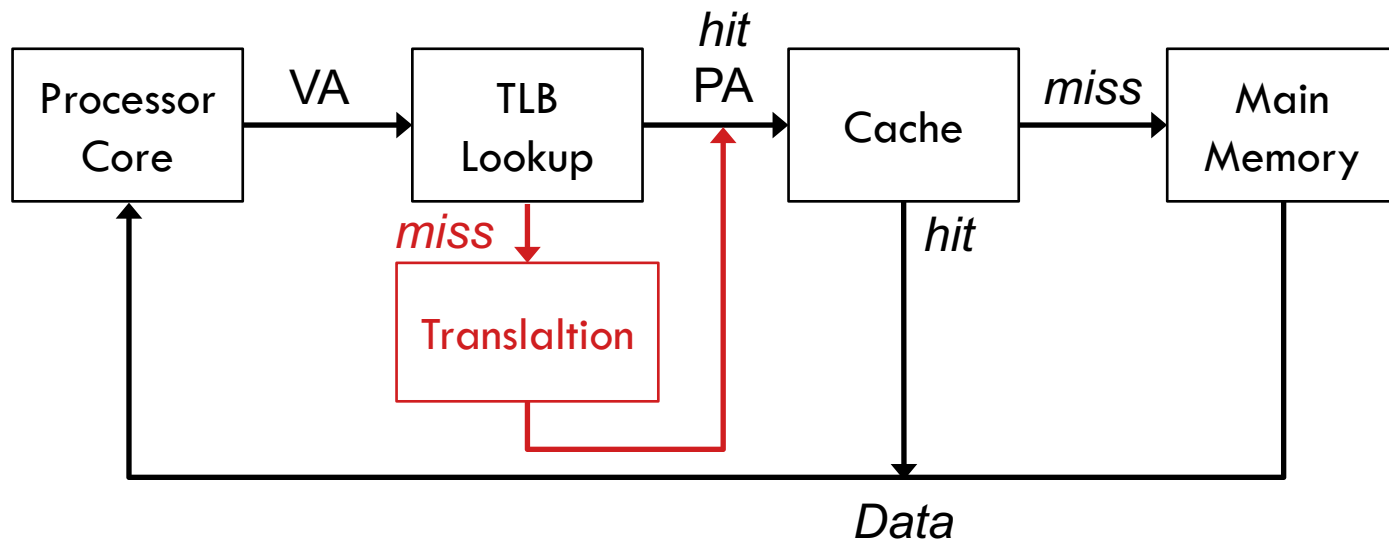 Processor
Core
VA
TLB
Lookup
hit
PA
Cache
miss
Main
Memory
miss
hit
Translaltion
Data